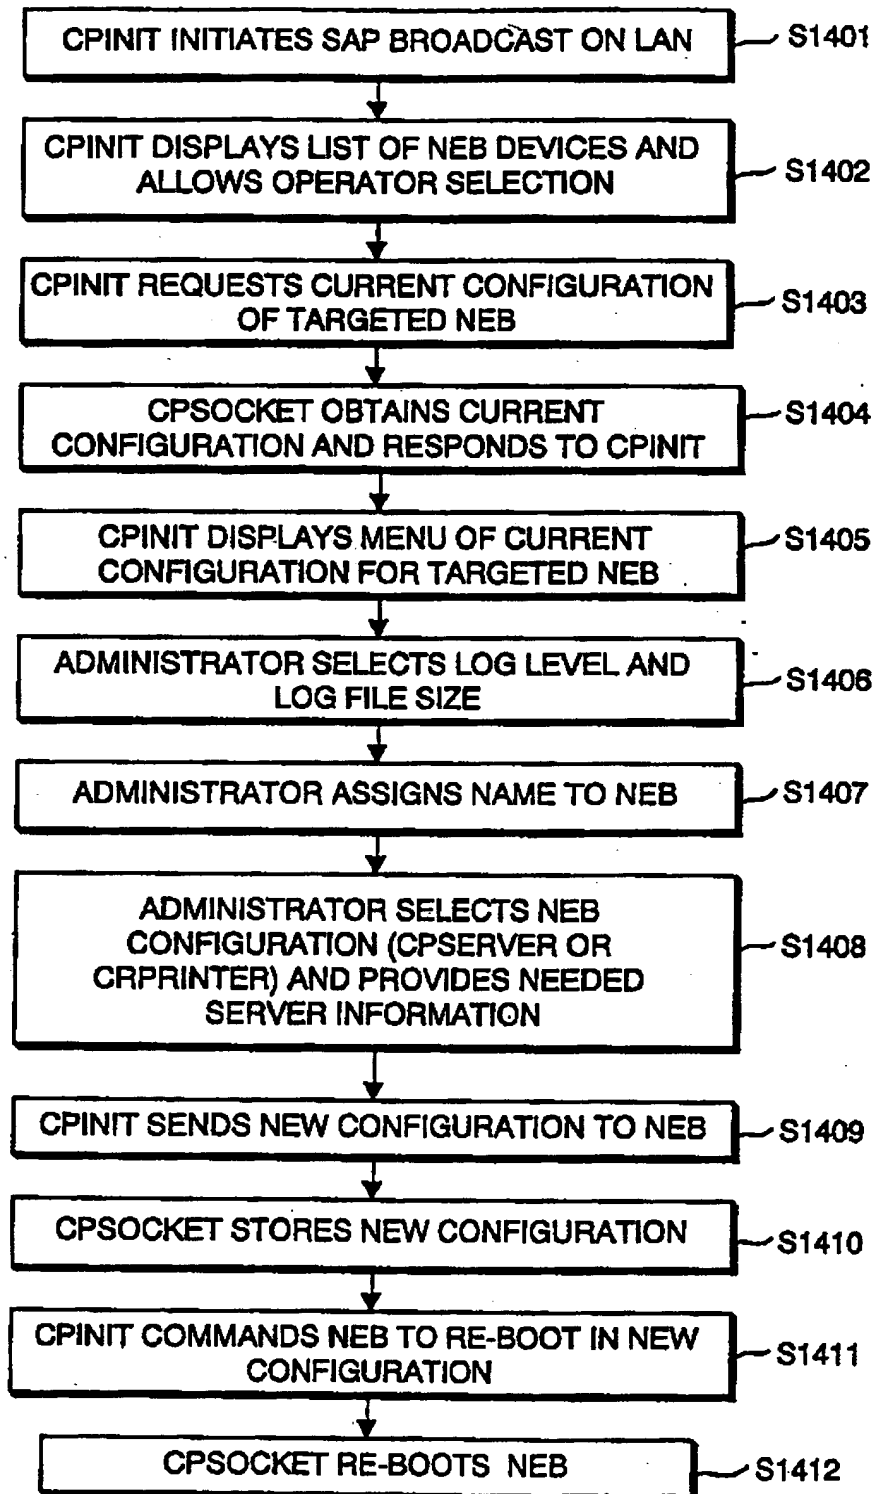 CPINIT INITIATES SAP BROADCAST ON LAN
S1401
CPINIT DISPLAYS LIST OF NEB DEVICES AND
ALLOWS OPERATOR SELECTION
S1402
CPINIT REQUESTS CURRENT CONFIGURATION
OF TARGETED NEB
S1403
CPSOCKET OBTAINS CURRENT
CONFIGURATION AND RESPONDS TO CPINIT
S1404
CPINIT DISPLAYS MENU OF CURRENT
CONFIGURATION FOR TARGETED NEB
S1405
ADMINISTRATOR SELECTS LOG LEVEL AND
LOG FILE SIZE
S1406
ADMINISTRATOR ASSIGNS NAME TO NEB
S1407
ADMINISTRATOR SELECTS NEB
CONFIGURATION (CPSERVER OR
CRPRINTER) AND PROVIDES NEEDED
SERVER INFORMATION
S1408
CPINIT SENDS NEW CONFIGURATION TO NEB
S1409
CPSOCKET STORES NEW CONFIGURATION
S1410
CPINIT COMMANDS NEB TO RE-BOOT IN NEW
CONFIGURATION
S1411
CPSOCKET RE-BOOTS NEB
S1412